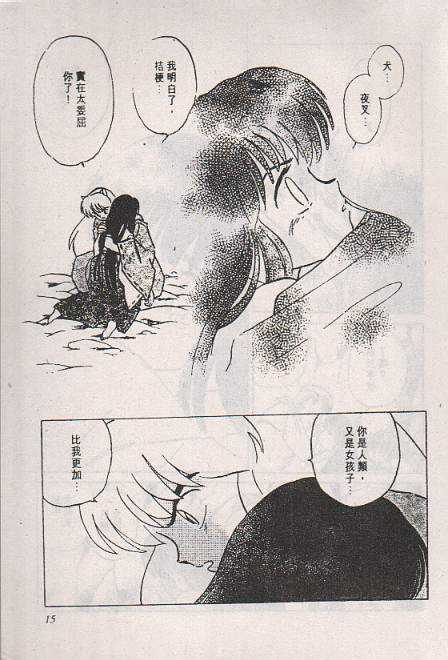 犬…
夜叉…
我明白了，
桔梗…
實在太委屈
你了！
你是人類，
又是女孩子…
比我更加…
15